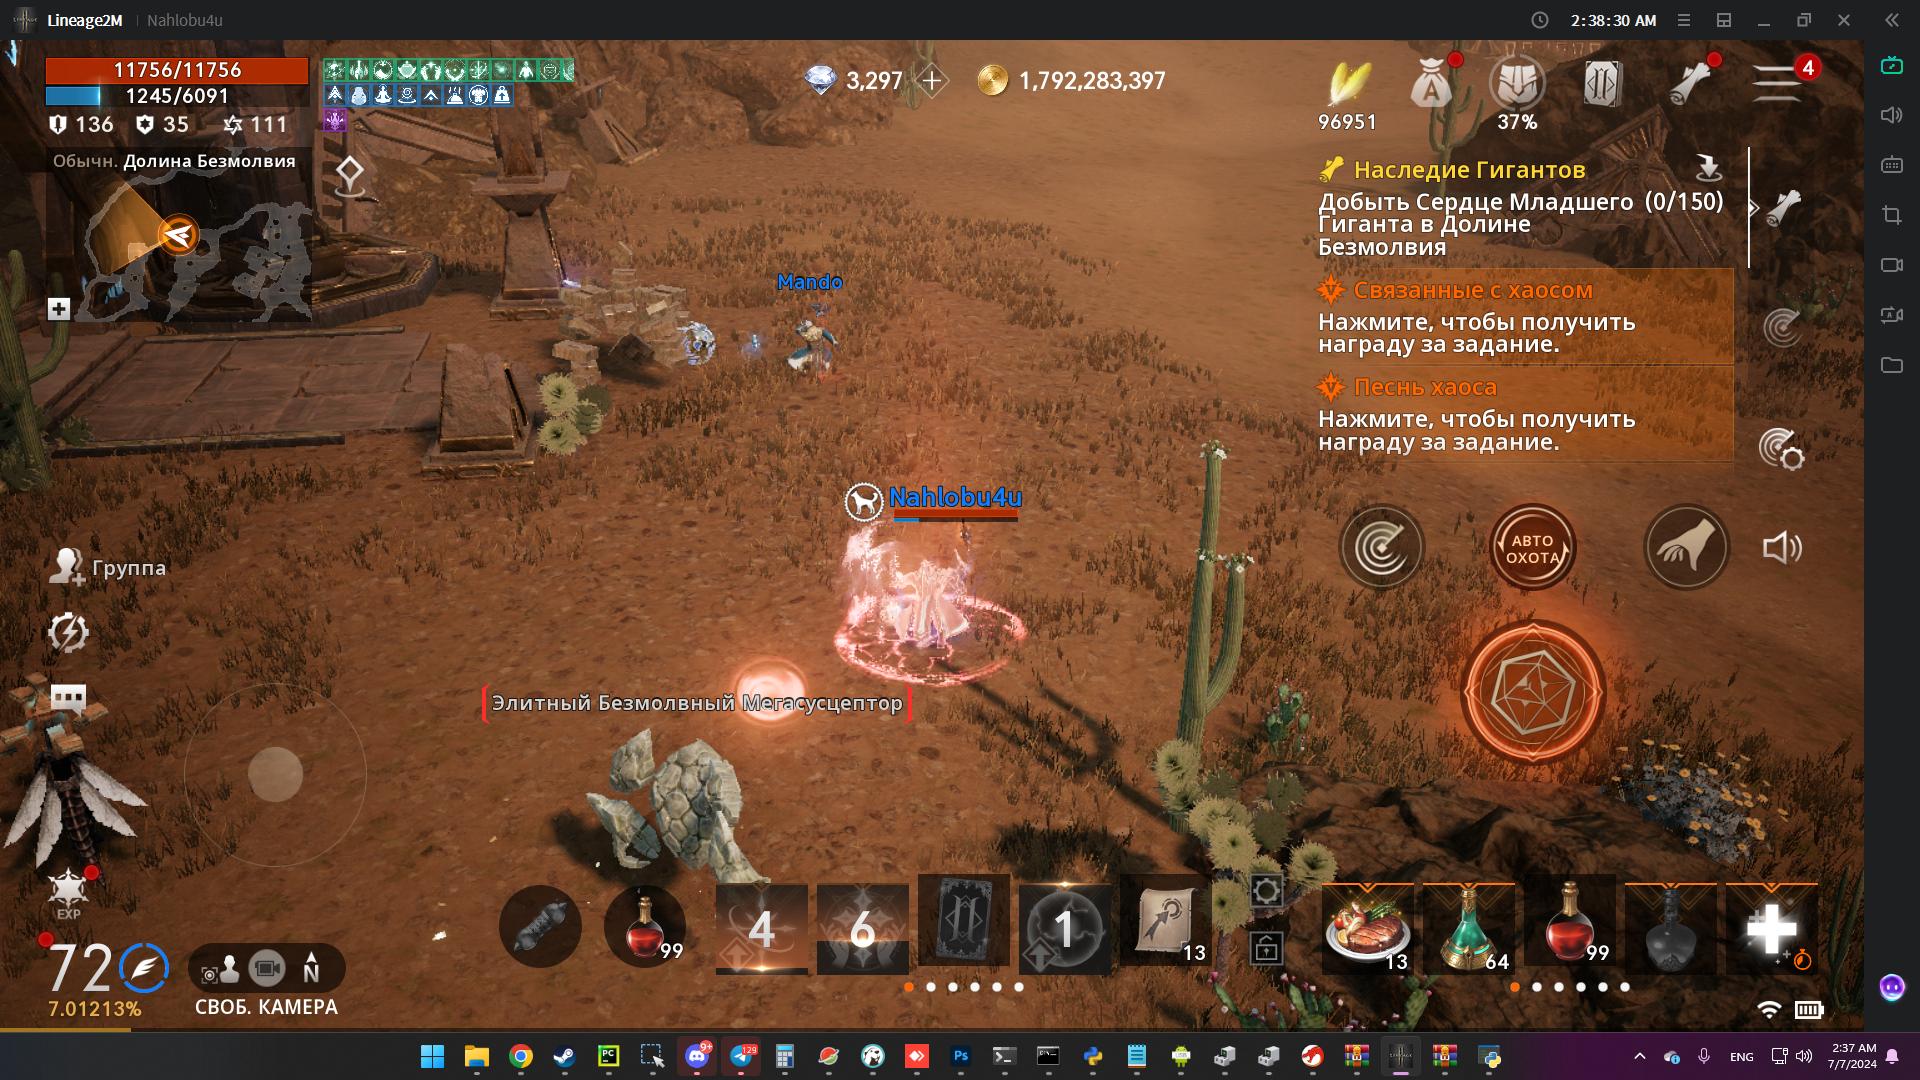 Lineage2M
Nahlobu4u
2:38:30 AM
11756/11756
1245/6091
136
35
111
Обычн. Долина Безмолвия
3,297
1,792,283,397
96951
A
37%
4
Наследие Гигантов
Добыть Сердце Младшего (0/150)
Гиганта в Долине
Безмолвия
Связанные с хаосом
Нажмите, чтобы получить
награду за задание.
Песнь хаоса
Нажмите, чтобы получить
награду за задание.
Mando
Nahlobu4u
АВТО
ОХОТА
Группа
Элитный Безмолвный Мегасусцептор
EXP
72
7.01213%
N
СВОБ. КАМЕРА
99
4
6
1
13
13
64
99
PC
9+
129
Ps
ENG
2:37 AM
7/7/2024